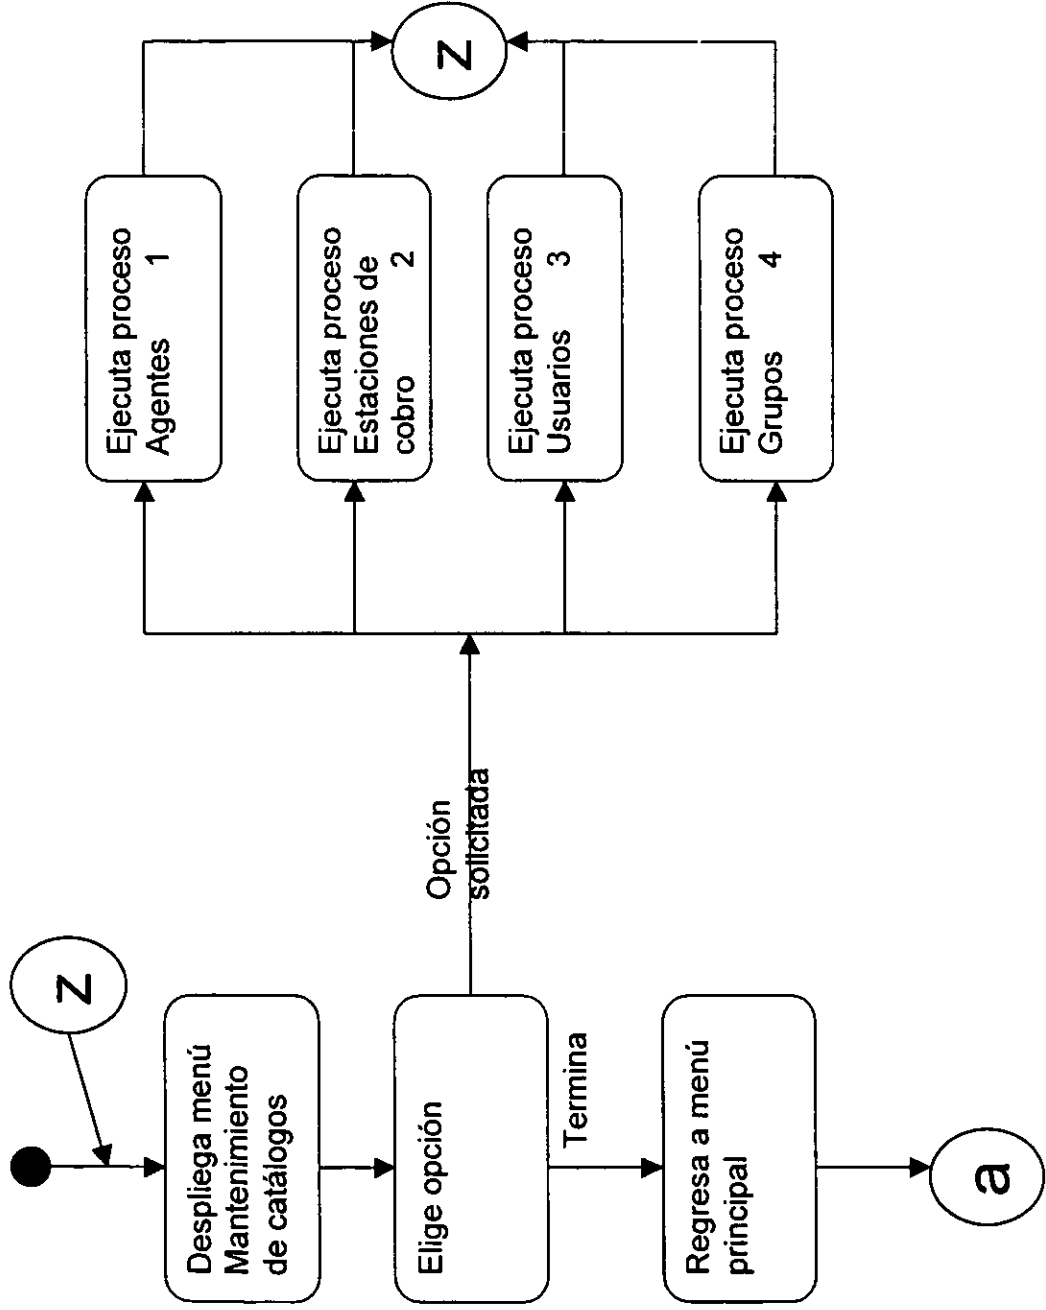 z
Despliega menú
Mantenimiento
de catálogos
Elige opción
Termina
Regresa a menú
principal
a
Opción
solicitada
Ejecuta proceso
Agentes 1
Ejecuta proceso
Estaciones de
cobro 2
Ejecuta proceso
Usuarios 3
Ejecuta proceso
Grupos 4
z